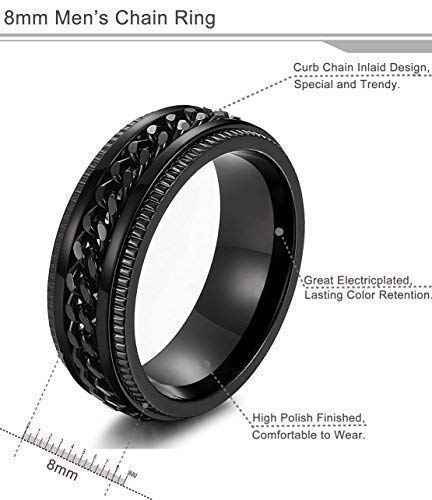 8mm Men's Chain Ring
Curb Chain Inlaid Design,
Special and Trendy.
Great Electricplated,
Lasting Color Retention.
High Polish Finished,
Comfortable to Wear.
8mm